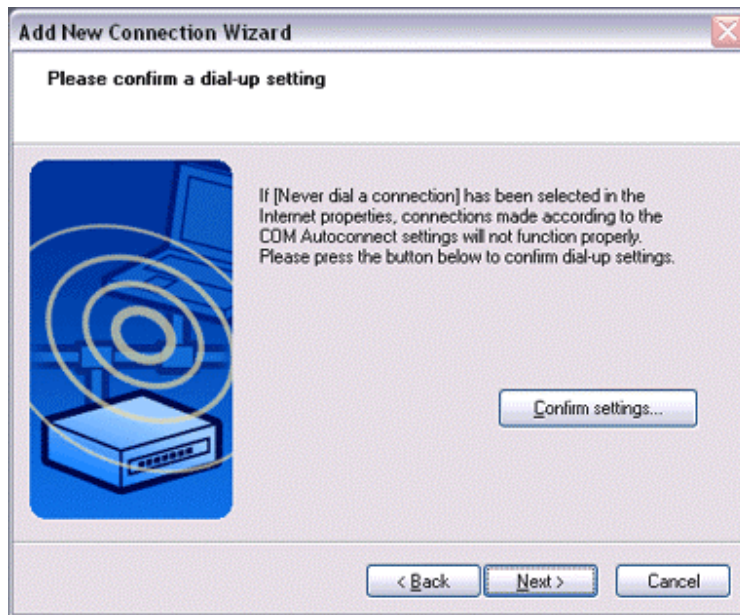 Add New Connection Wizard
Please confirm a dial-up setting
If [Never dial a connection] has been selected in the
Internet properties, connections made according to the
COM Autoconnect settings will not function properly.
Please press the button below to confirm dial-up settings.
Confirm settings...
< Back
Next >
Cancel